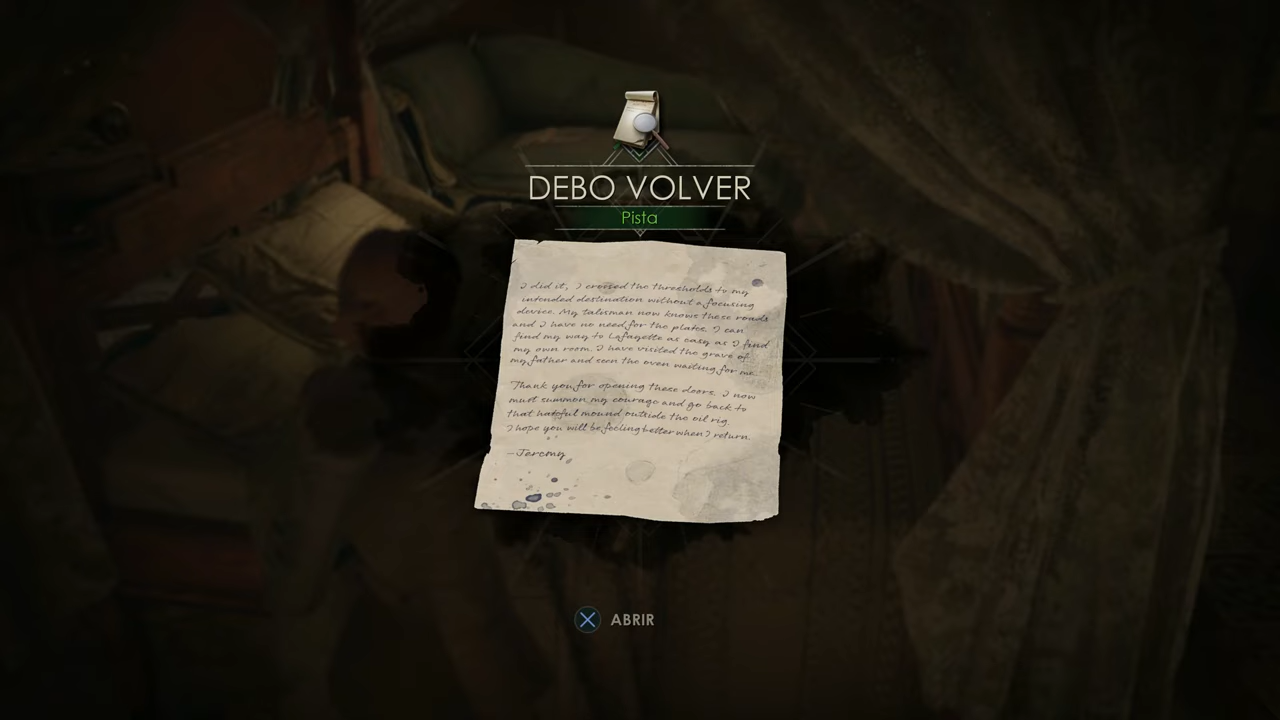 DEBO VOLVER
Pista
I did it, I crossed the thresholds to my
intended destination without a focusing
device. My talisman now knows these roads
and I have no need for the plates. I can
find my way to Lafayette as easy as I find
my own room. I have visited the grave of
my father and seen the oven waiting for me.
Thank you for opening these doors. I now
must summon my courage and go back to
that hateful mound outside the oil rig.
I hope you will be feeling better when I return.
-Jeremy
ABRIR